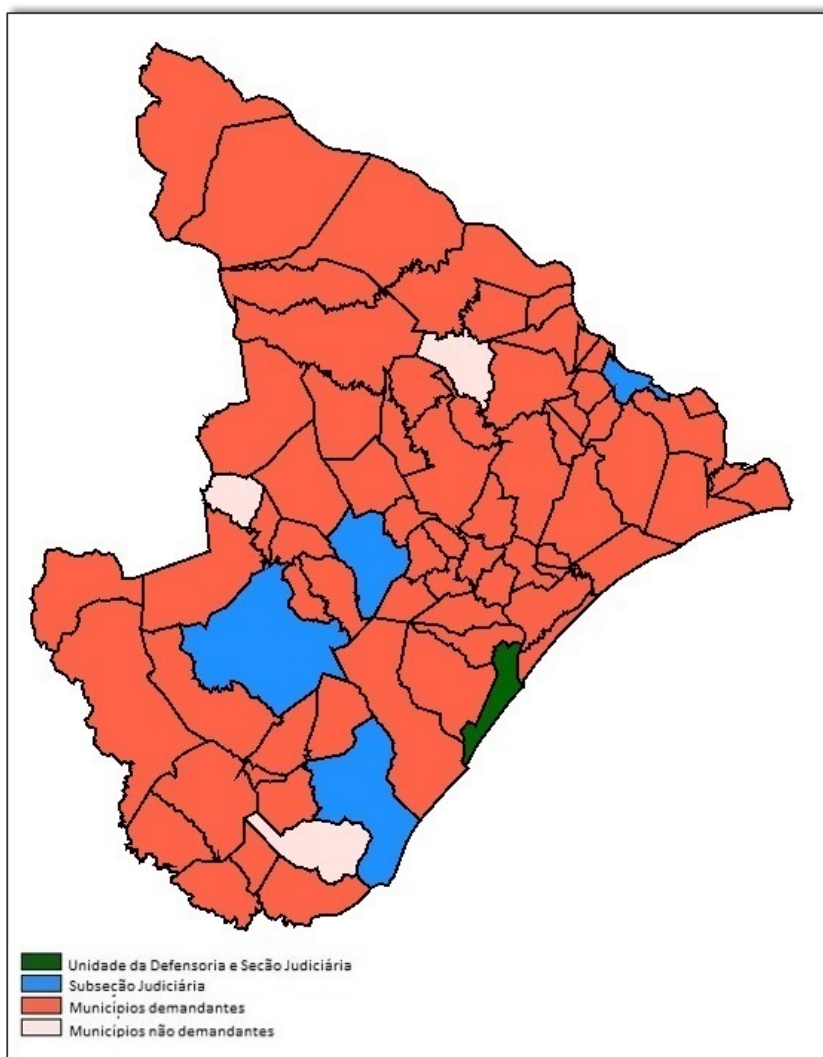 Unidade da Defensoria e Secão Judiciária
Subseção Judiciária
Municípios demandantes
Municípios não demandantes